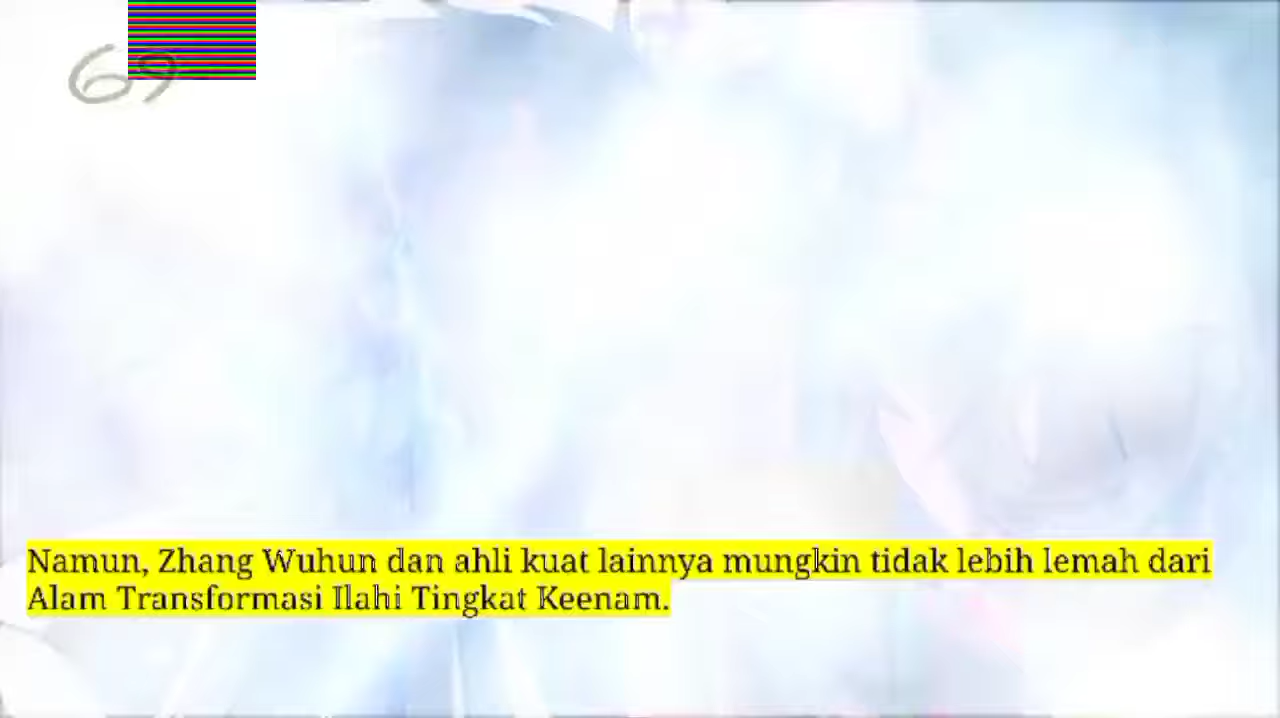 69
Namun, Zhang Wuhun dan ahli kuat lainnya mungkin tidak lebih lemah dari
Alam Transformasi Ilahi Tingkat Keenam.